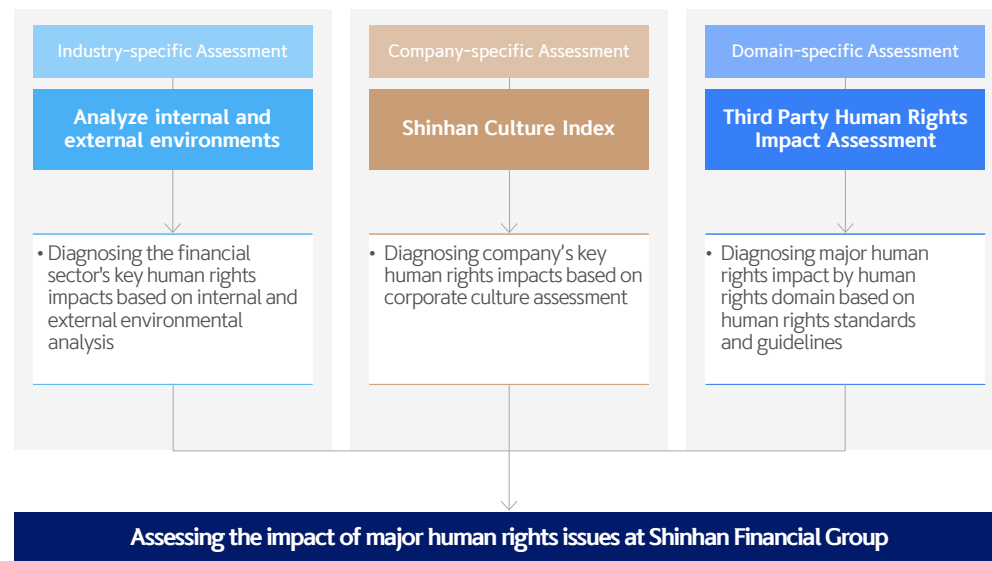 Industry-specific Assessment
Analyze internal and
external environments
• Diagnosing the financial
sector's key human rights
impacts based on internal and
external environmental
analysis
Company-specific Assessment
Shinhan Culture Index
• Diagnosing company's key
human rights impacts based on
corporate culture assessment
Domain-specific Assessment
Third Party Human Rights
Impact Assessment
• Diagnosing major human
rights impact by human
rights domain based on
human rights standards
and guidelines
Assessing the impact of major human rights issues at Shinhan Financial Group